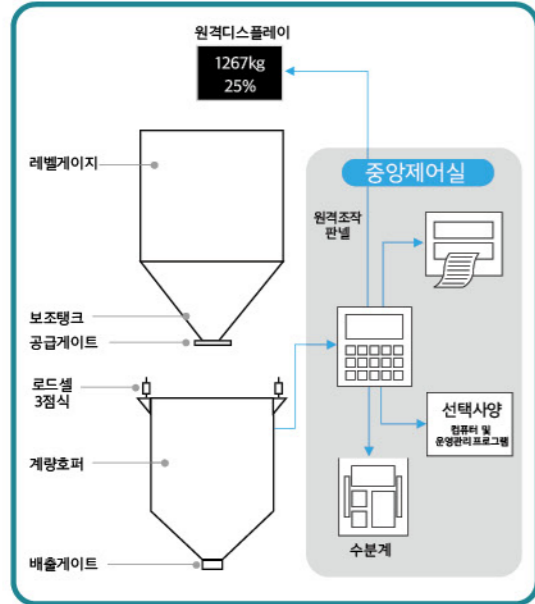 원격디스플레이
1267kg
25%
레벨게이지
중앙제어실
원격조작
판넬
보조탱크
공급게이트
로드셀
3점식
선택사양
컴퓨터 및
운영관리 프로그램
계량호퍼
수분계
배출게이트